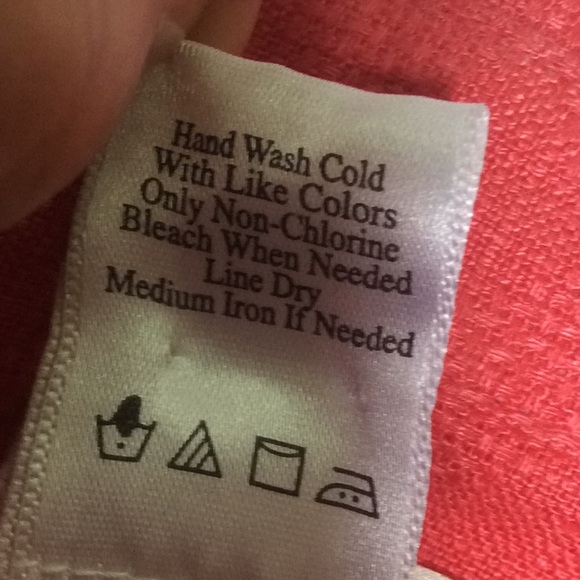 Hand Wash Cold
With Like Colors
Only Non-Chlorine
Bleach When Needed
Line Dry
Medium Iron If Needed